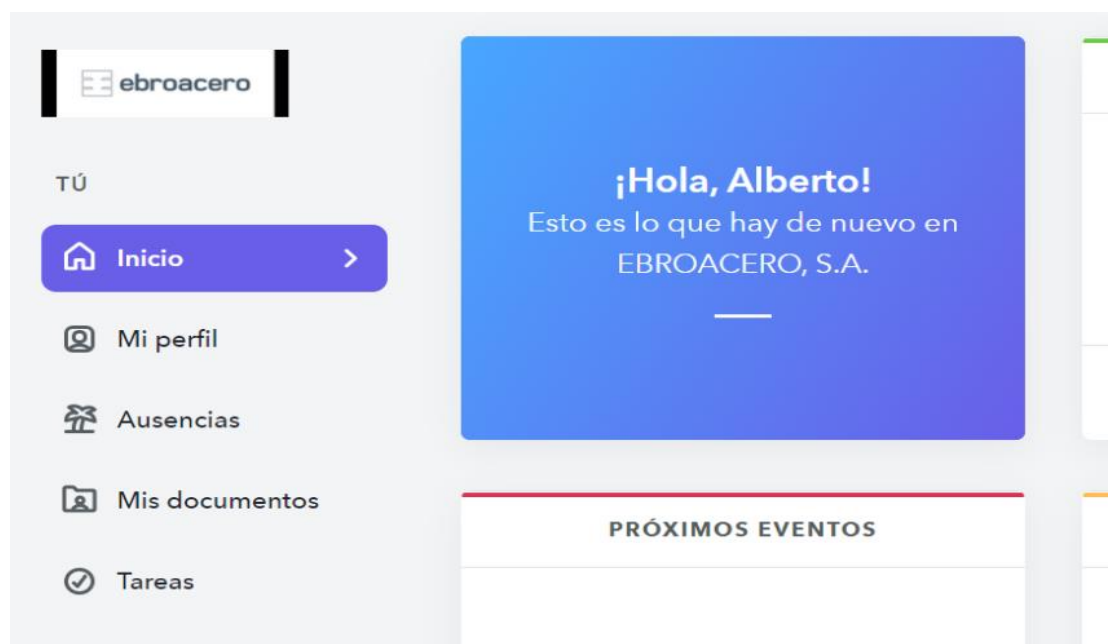 ebroacero
TÚ
Inicio
Mi perfil
Ausencias
Mis documentos
Tareas
¡Hola, Alberto!
Esto es lo que hay de nuevo en
EBROACERO, S.A.
PRÓXIMOS EVENTOS